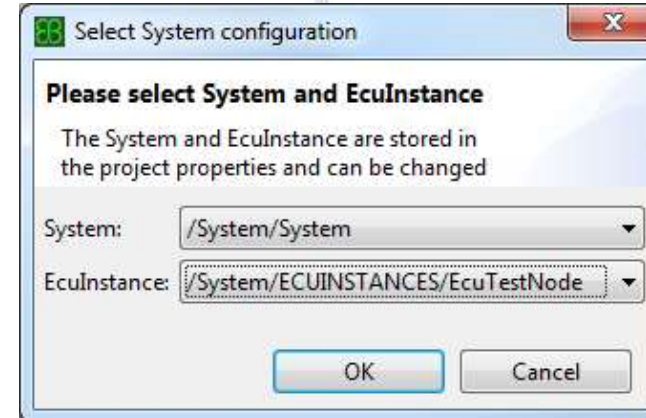 Select System configuration
Please select System and EcuInstance
The System and EcuInstance are stored in
the project properties and can be changed
System: /System/System
EcuInstance: /System/ECUINSTANCES/EcuTestNode
OK Cancel